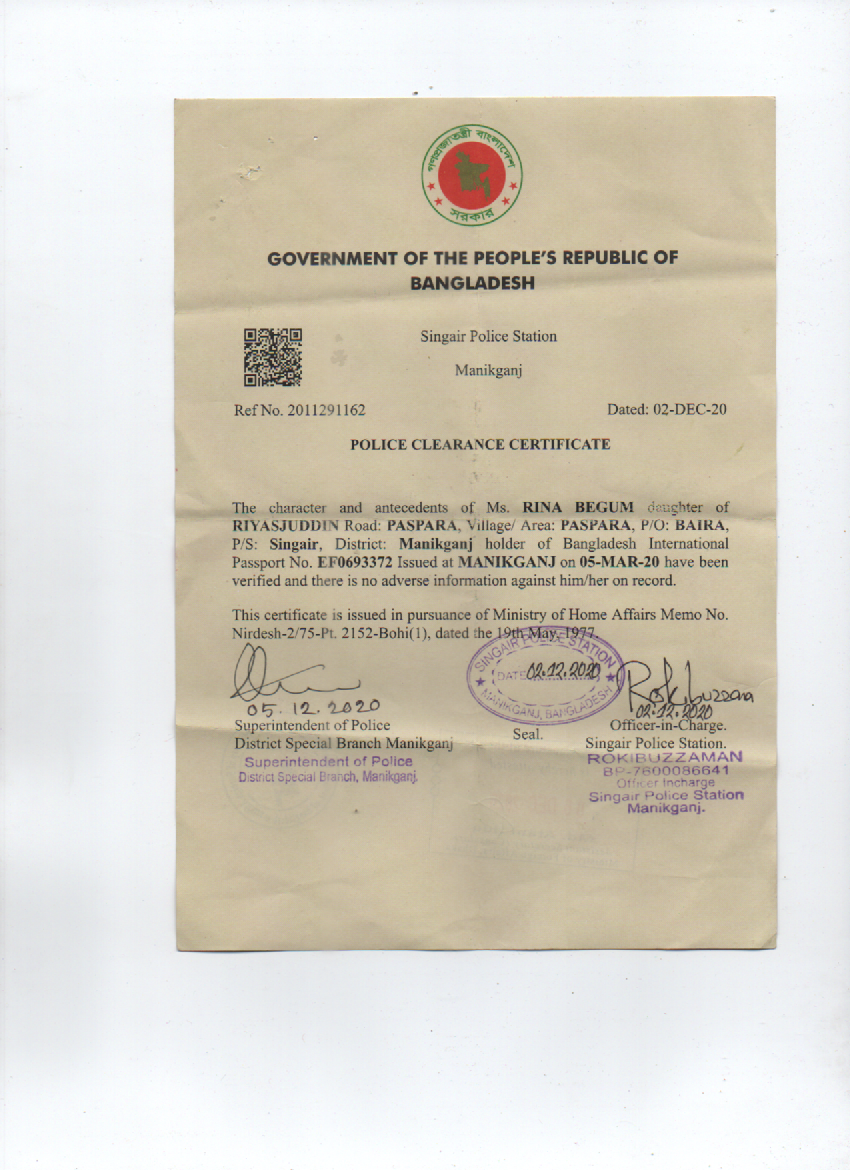 গণপ্রজাতন্ত্রী বাংলাদেশ
সরকার
GOVERNMENT OF THE PEOPLE'S REPUBLIC OF
BANGLADESH
Singair Police Station
Manikganj
Ref No. 2011291162 Dated: 02-DEC-20
POLICE CLEARANCE CERTIFICATE
The character and antecedents of Ms. RINA BEGUM daughter of
RIYASJUDDIN Road: PASPARA, Village/ Area: PASPARA, P/O: BAIRA,
P/S: Singair, District: Manikganj holder of Bangladesh International
Passport No. EF0693372 Issued at MANIKGANJ on 05-MAR-20 have been
verified and there is no adverse information against him/her on record.
This certificate is issued in pursuance of Ministry of Home Affairs Memo No.
Nirdesh-2/75-Pt. 2152-Bohi(1), dated the 19th May, 1977.
SINGAIR POLICE STATION
DATE 02.12.2020
MANIKGANJ, BANGLADESH
Rokibuzzaman
05.12.2020 02.12.2020
Superintendent of Police Officer-in-Charge.
District Special Branch Manikganj Seal. Singair Police Station.
Superintendent of Police
District Special Branch, Manikganj.
ROKIBUZZAMAN
BP-7600086641
Officer Incharge
Singair Police Station
Manikganj.